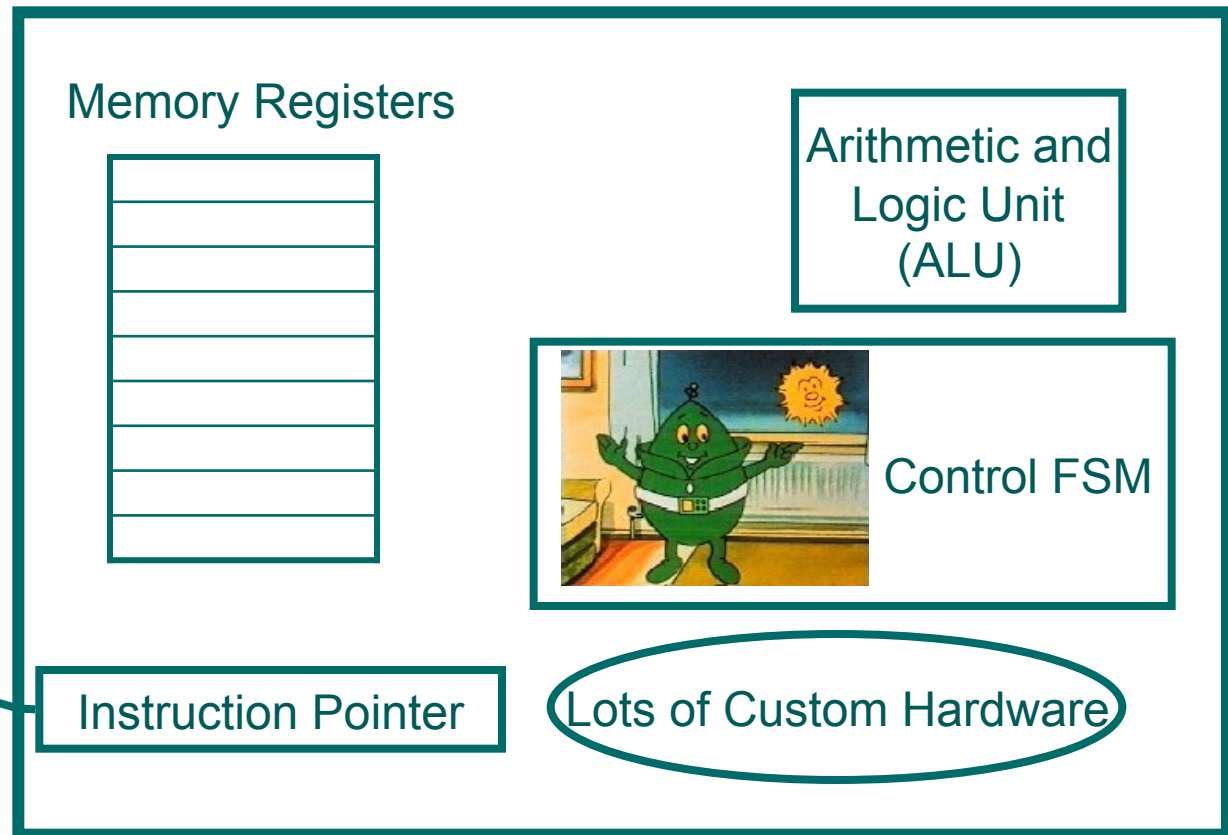 Memory Registers
Arithmetic and
Logic Unit
(ALU)
Control FSM
Instruction Pointer
Lots of Custom Hardware